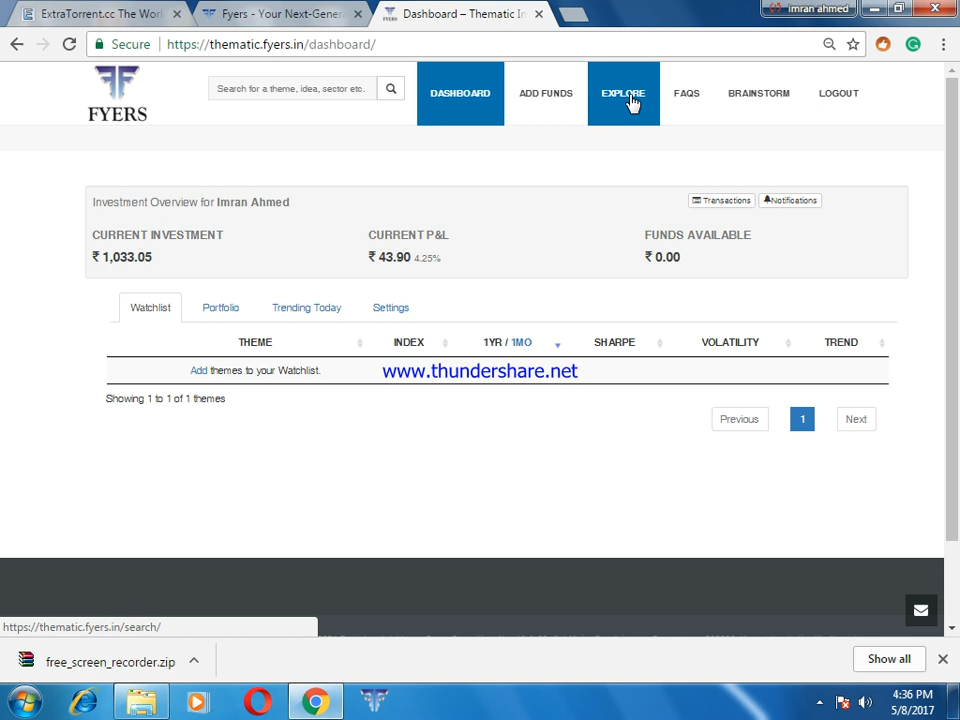 ExtraTorrent.cc The Worl
Fyers - Your Next-Genera
Dashboard – Thematic In
imran ahmed
Secure
https://thematic.fyers.in/dashboard/
FYERS
Search for a theme, idea, sector etc.
DASHBOARD
ADD FUNDS
EXPLORE
FAQS
BRAINSTORM
LOGOUT
Investment Overview for Imran Ahmed
Transactions
Notifications
CURRENT INVESTMENT
CURRENT P&L
FUNDS AVAILABLE
₹ 1,033.05
₹ 43.90 4.25%
₹ 0.00
Watchlist
Portfolio
Trending Today
Settings
THEME
INDEX
1YR / 1MO
SHARPE
VOLATILITY
TREND
Add themes to your Watchlist.
www.thundershare.net
Showing 1 to 1 of 1 themes
Previous
1
Next
https://thematic.fyers.in/search/
free_screen_recorder.zip
Show all
4:36 PM
5/8/2017